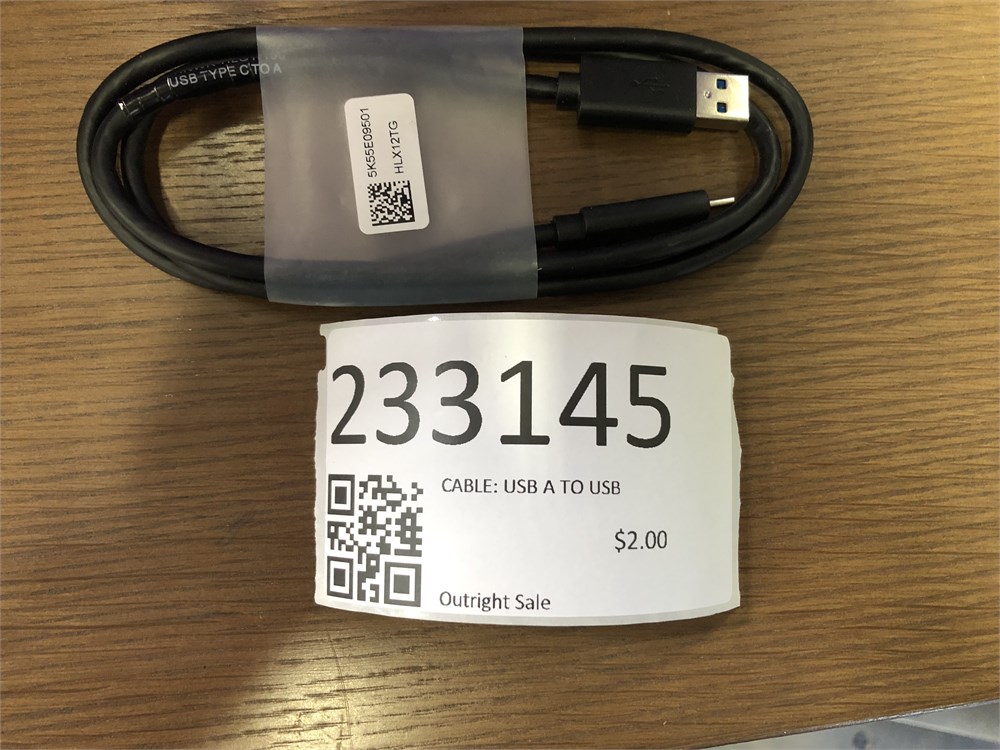 USB TYPE C TO A
5K55E09501
HLX12TG
233145
CABLE: USB A TO USB
$2.00
Outright Sale